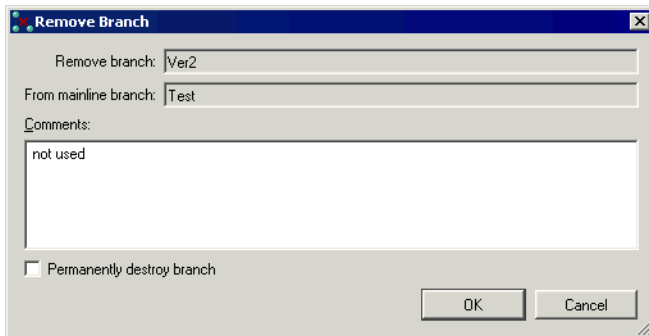 Remove Branch
Remove branch: Ver2
From mainline branch: Test
Comments:
not used
Permanently destroy branch
OK Cancel